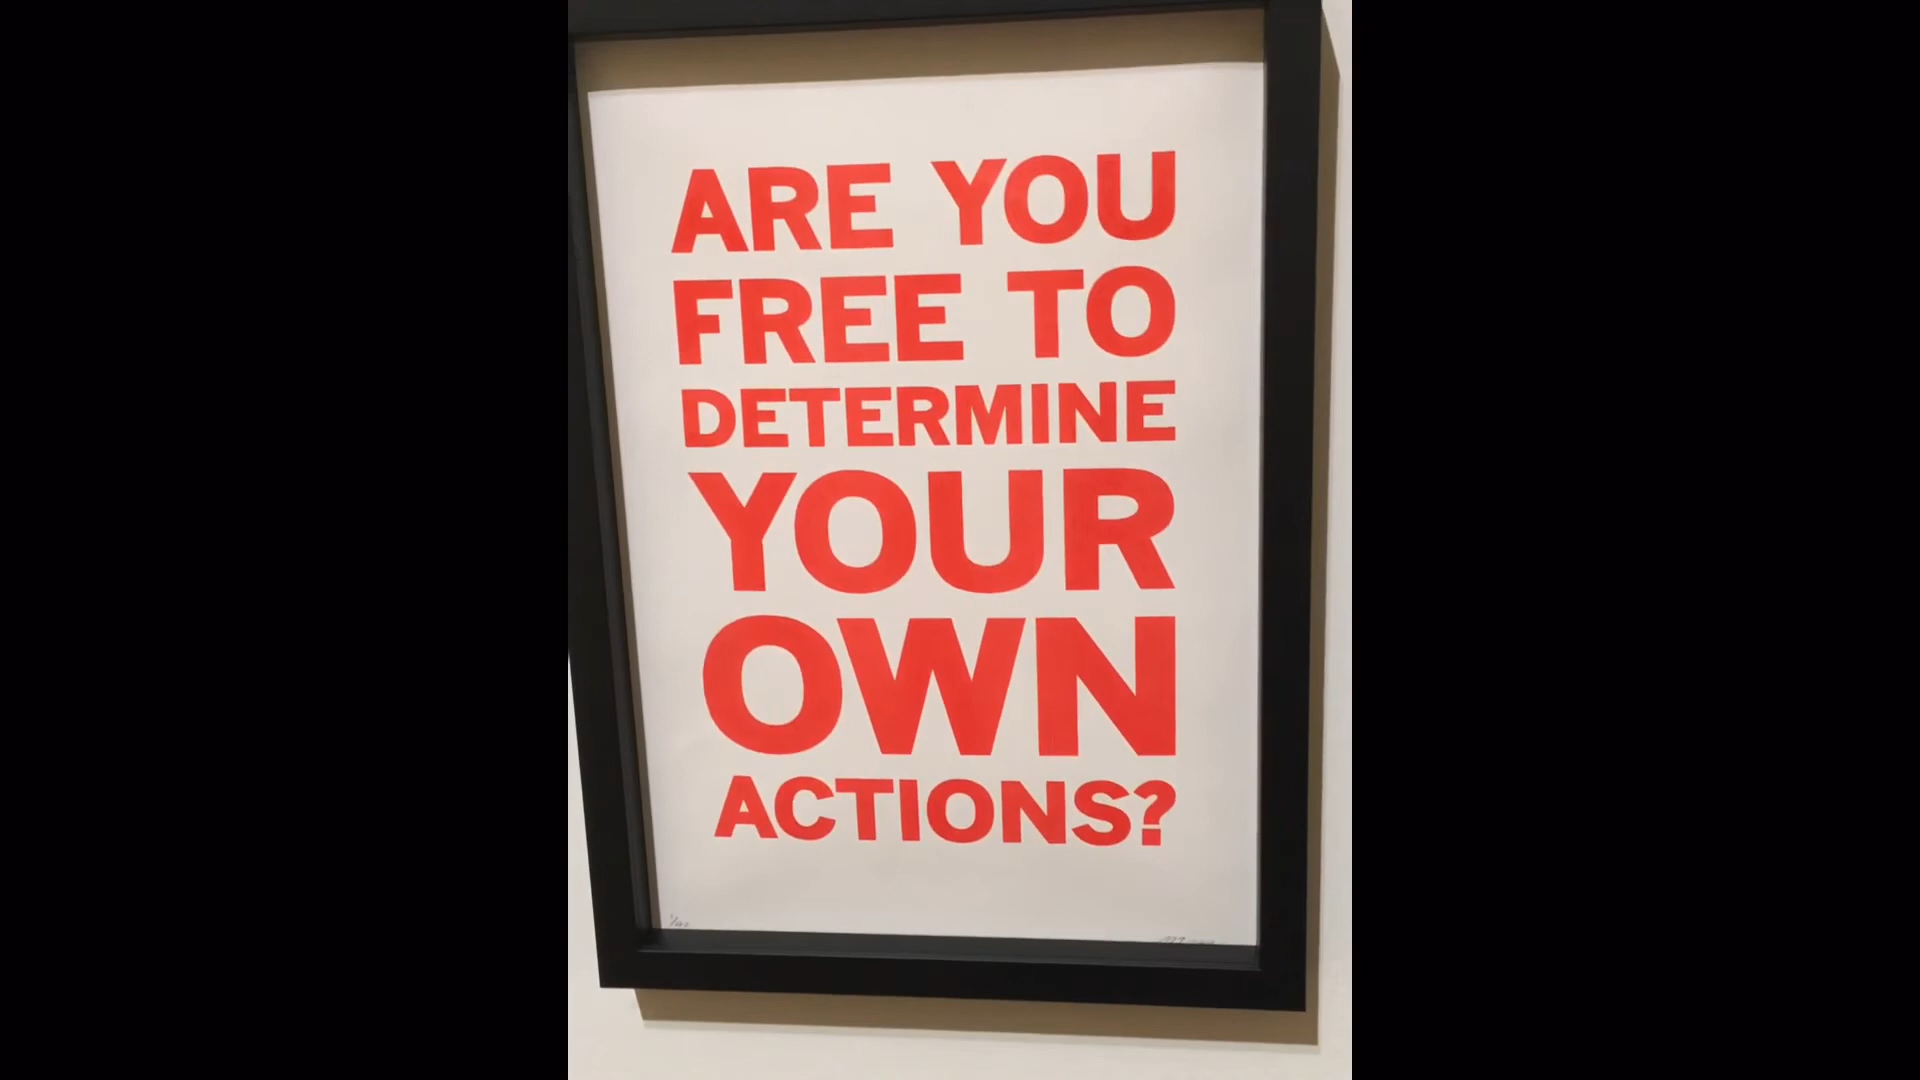 ARE YOU
FREE TO
DETERMINE
YOUR
OWN
ACTIONS?